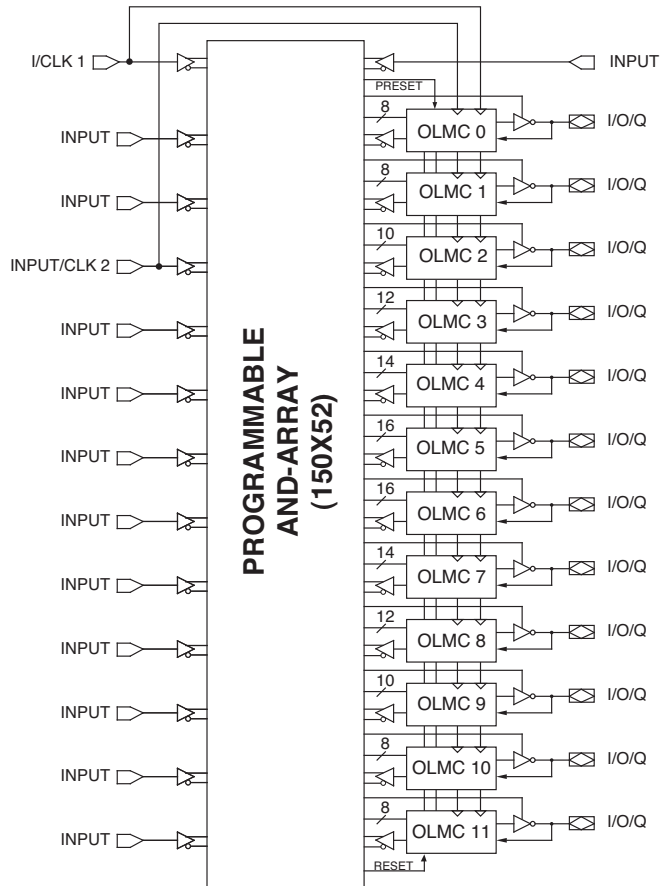 I/CLK 1
INPUT
PRESET
8
OLMC 0
I/O/Q
INPUT
8
OLMC 1
I/O/Q
INPUT
10
OLMC 2
I/O/Q
INPUT/CLK 2
12
OLMC 3
I/O/Q
INPUT
14
OLMC 4
I/O/Q
INPUT
16
OLMC 5
I/O/Q
INPUT
16
OLMC 6
I/O/Q
INPUT
14
OLMC 7
I/O/Q
INPUT
12
OLMC 8
I/O/Q
INPUT
10
OLMC 9
I/O/Q
INPUT
8
OLMC 10
I/O/Q
INPUT
8
OLMC 11
I/O/Q
INPUT
RESET
PROGRAMMABLE
AND-ARRAY
(150X52)